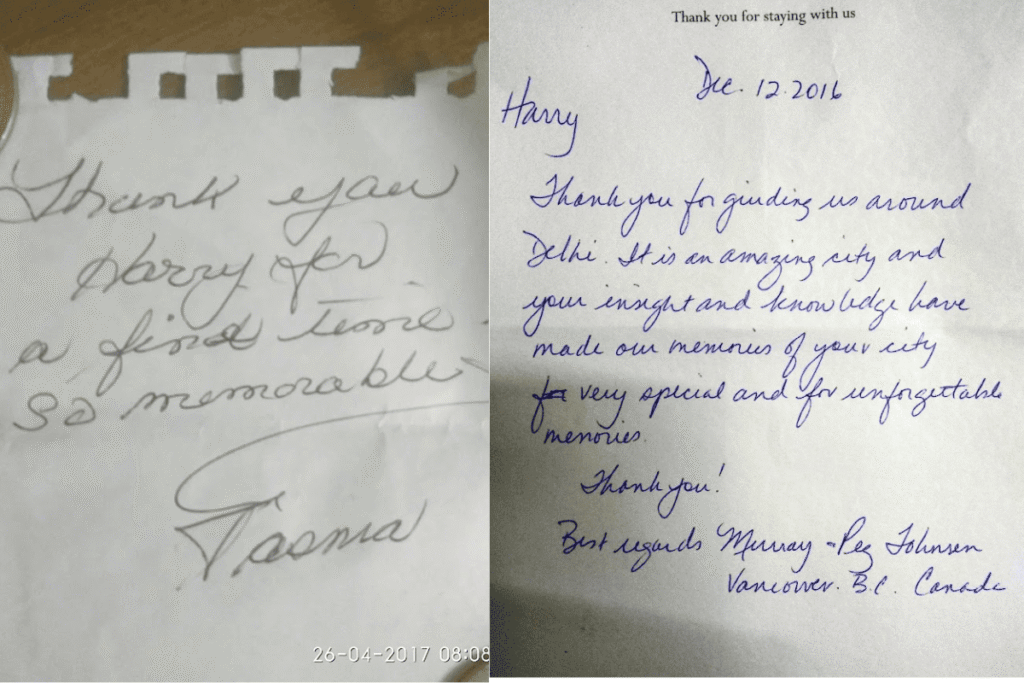 Thank you
Harry for
a find time
so memorable
Tasma
26-04-2017 08:08
Thank you for staying with us
Dec. 12.2016
Harry
Thank you for guiding us around
Delhi. It is an amazing city and
your insight and knowledge have
made our memories of your city
for very special and for unforgettable
memories.
Thank you!
Best regards Murray & Peg Johnsen
Vancouver. B.C. Canada